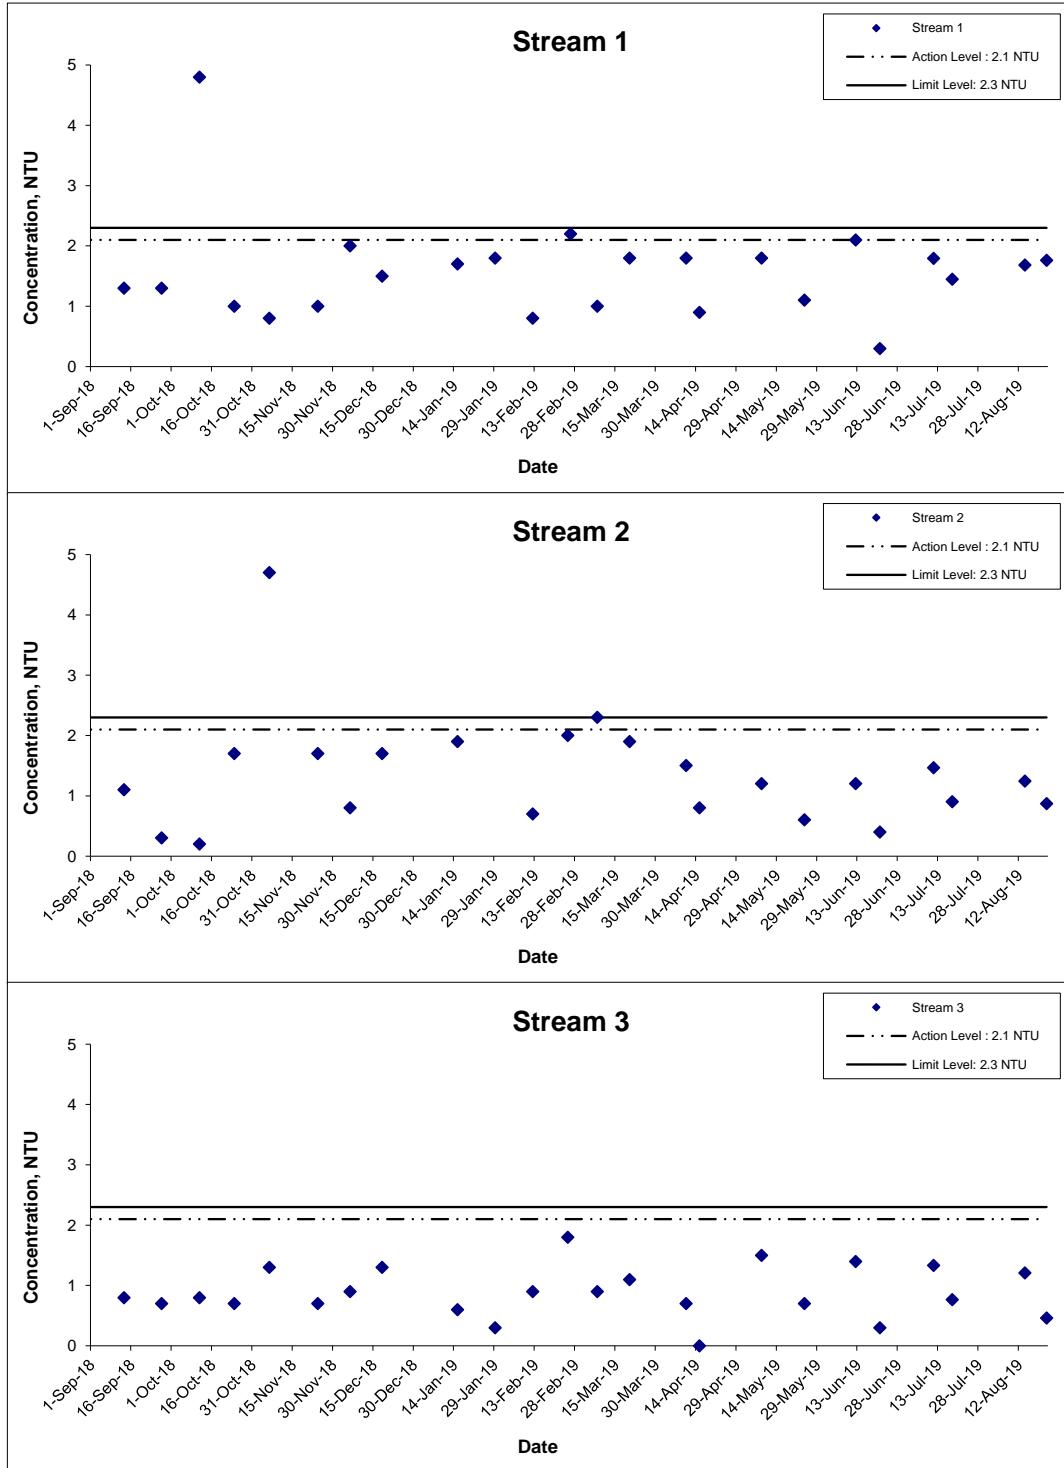 Stream 1
Stream 1
Action Level : 2.1 NTU
Limit Level: 2.3 NTU
Concentration, NTU
5
4
3
2
1
0
1-Sep-18
16-Sep-18
1-Oct-18
16-Oct-18
31-Oct-18
15-Nov-18
30-Nov-18
15-Dec-18
30-Dec-18
14-Jan-19
29-Jan-19
13-Feb-19
28-Feb-19
15-Mar-19
30-Mar-19
14-Apr-19
29-Apr-19
14-May-19
29-May-19
13-Jun-19
28-Jun-19
13-Jul-19
28-Jul-19
12-Aug-19
Date
Stream 2
Stream 2
Action Level : 2.1 NTU
Limit Level: 2.3 NTU
Concentration, NTU
5
4
3
2
1
0
1-Sep-18
16-Sep-18
1-Oct-18
16-Oct-18
31-Oct-18
15-Nov-18
30-Nov-18
15-Dec-18
30-Dec-18
14-Jan-19
29-Jan-19
13-Feb-19
28-Feb-19
15-Mar-19
30-Mar-19
14-Apr-19
29-Apr-19
14-May-19
29-May-19
13-Jun-19
28-Jun-19
13-Jul-19
28-Jul-19
12-Aug-19
Date
Stream 3
Stream 3
Action Level : 2.1 NTU
Limit Level: 2.3 NTU
Concentration, NTU
5
4
3
2
1
0
1-Sep-18
16-Sep-18
1-Oct-18
16-Oct-18
31-Oct-18
15-Nov-18
30-Nov-18
15-Dec-18
30-Dec-18
14-Jan-19
29-Jan-19
13-Feb-19
28-Feb-19
15-Mar-19
30-Mar-19
14-Apr-19
29-Apr-19
14-May-19
29-May-19
13-Jun-19
28-Jun-19
13-Jul-19
28-Jul-19
12-Aug-19
Date